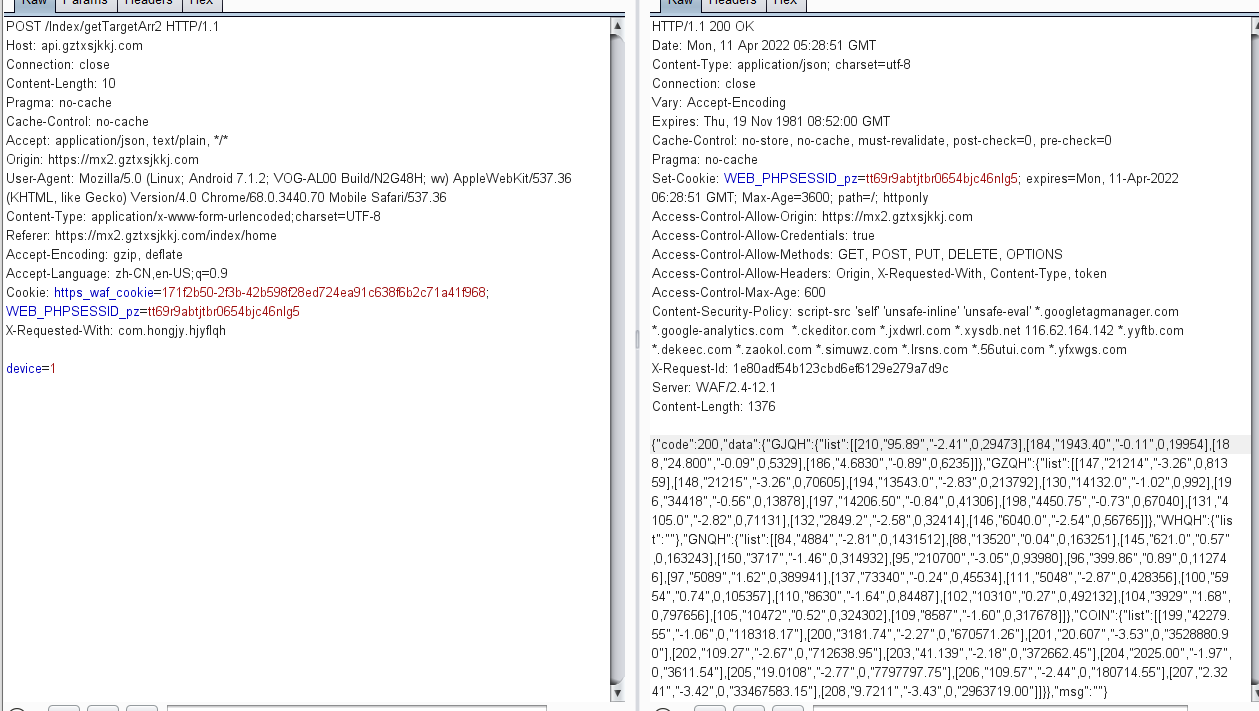 Raw Params Headers Hex
POST /Index/getTargetArr2 HTTP/1.1
Host: api.gztxsjkkj.com
Connection: close
Content-Length: 10
Pragma: no-cache
Cache-Control: no-cache
Accept: application/json, text/plain, */*
Origin: https://mx2.gztxsjkkj.com
User-Agent: Mozilla/5.0 (Linux; Android 7.1.2; VOG-AL00 Build/N2G48H; wv) AppleWebKit/537.36
(KHTML, like Gecko) Version/4.0 Chrome/68.0.3440.70 Mobile Safari/537.36
Content-Type: application/x-www-form-urlencoded;charset=UTF-8
Referer: https://mx2.gztxsjkkj.com/index/home
Accept-Encoding: gzip, deflate
Accept-Language: zh-CN,en-US;q=0.9
Cookie: https_waf_cookie=171f2b50-2f3b-42b598f28ed724ea91c638f6b2c71a41f968;
WEB_PHPSESSID_pz=tt69r9abtjtbr0654bjc46nlg5
X-Requested-With: com.hongjy.hjyflqh
device=1
Raw Headers Hex
HTTP/1.1 200 OK
Date: Mon, 11 Apr 2022 05:28:51 GMT
Content-Type: application/json; charset=utf-8
Connection: close
Vary: Accept-Encoding
Expires: Thu, 19 Nov 1981 08:52:00 GMT
Cache-Control: no-store, no-cache, must-revalidate, post-check=0, pre-check=0
Pragma: no-cache
Set-Cookie: WEB_PHPSESSID_pz=tt69r9abtjtbr0654bjc46nlg5; expires=Mon, 11-Apr-2022
06:28:51 GMT; Max-Age=3600; path=/; httponly
Access-Control-Allow-Origin: https://mx2.gztxsjkkj.com
Access-Control-Allow-Credentials: true
Access-Control-Allow-Methods: GET, POST, PUT, DELETE, OPTIONS
Access-Control-Allow-Headers: Origin, X-Requested-With, Content-Type, token
Access-Control-Max-Age: 600
Content-Security-Policy: script-src 'self' 'unsafe-inline' 'unsafe-eval' *.googletagmanager.com
*.google-analytics.com  *.ckeditor.com *.jxdwrl.com *.xysdb.net 116.62.164.142 *.yyftb.com
*.dekeec.com *.zaokol.com *.simuwz.com *.lrsns.com *.56utui.com *.yfxwgs.com
X-Request-Id: 1e80adf54b123cbd6ef6129e279a7d9c
Server: WAF/2.4-12.1
Content-Length: 1376
{"code":200,"data":{"GJQH":{"list":[[210,"95.89","-2.41",0,29473],[184,"1943.40","-0.11",0,19954],[18
8,"24.800","-0.09",0,5329],[186,"4.6830","-0.89",0,6235]]},"GZQH":{"list":[[147,"21214","-3.26",0,813
59],[148,"21215","-3.26",0,70605],[194,"13543.0","-2.83",0,213792],[130,"14132.0","-1.02",0,992],[19
6,"34418","-0.56",0,13878],[197,"14206.50","-0.84",0,41306],[198,"4450.75","-0.73",0,67040],[131,"4
105.0","-2.82",0,71131],[132,"2849.2","-2.58",0,32414],[146,"6040.0","-2.54",0,56765]]},"WHQH":{"lis
t":""},"GNQH":{"list":[[84,"4884","-2.81",0,1431512],[88,"13520","0.04",0,163251],[145,"621.0","0.57"
,0,163243],[150,"3717","-1.46",0,314932],[95,"210700","-3.05",0,93980],[96,"399.86","0.89",0,11274
6],[97,"5089","1.62",0,389941],[137,"73340","-0.24",0,45534],[111,"5048","-2.87",0,428356],[100,"59
54","0.74",0,105357],[110,"8630","-1.64",0,84487],[102,"10310","0.27",0,492132],[104,"3929","1.68",
0,797656],[105,"10472","0.52",0,324302],[109,"8587","-1.60",0,317678]]},"COIN":{"list":[[199,"42279.
55","-1.06",0,"118318.17"],[200,"3181.74","-2.27",0,"670571.26"],[201,"20.607","-3.53",0,"3528880.9
0"],[202,"109.27","-2.67",0,"712638.95"],[203,"41.139","-2.18",0,"372662.45"],[204,"2025.00","-1.97",
0,"3611.54"],[205,"19.0108","-2.77",0,"7797797.75"],[206,"109.57","-2.44",0,"180714.55"],[207,"2.32
41","-3.42",0,"33467583.15"],[208,"9.7211","-3.43",0,"2963719.00"]]}},"msg":""}